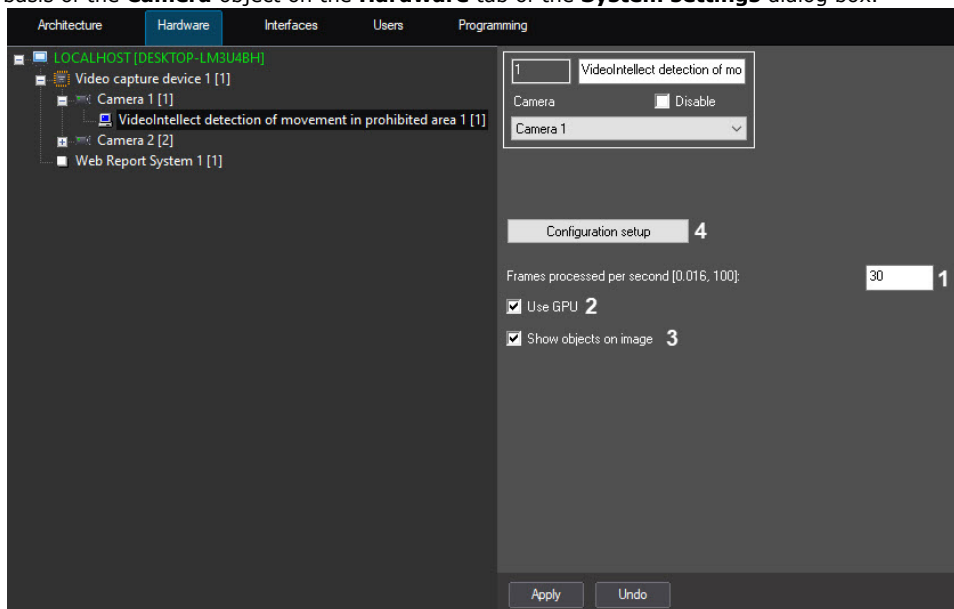 basis of the Camera object on the Hardware tab of the System settings dialog box.
Architecture Hardware Interfaces Users Programming
LOCALHOST [DESKTOP-LM3U4BH]
Video capture device 1 [1]
Camera 1 [1]
VideoIntellect detection of movement in prohibited area 1 [1]
Camera 2 [2]
Web Report System 1 [1]
1 VideoIntellect detection of mo
Camera Disable
Camera 1
Configuration setup 4
Frames processed per second [0.016, 100]: 30 1
Use GPU 2
Show objects on image 3
Apply Undo